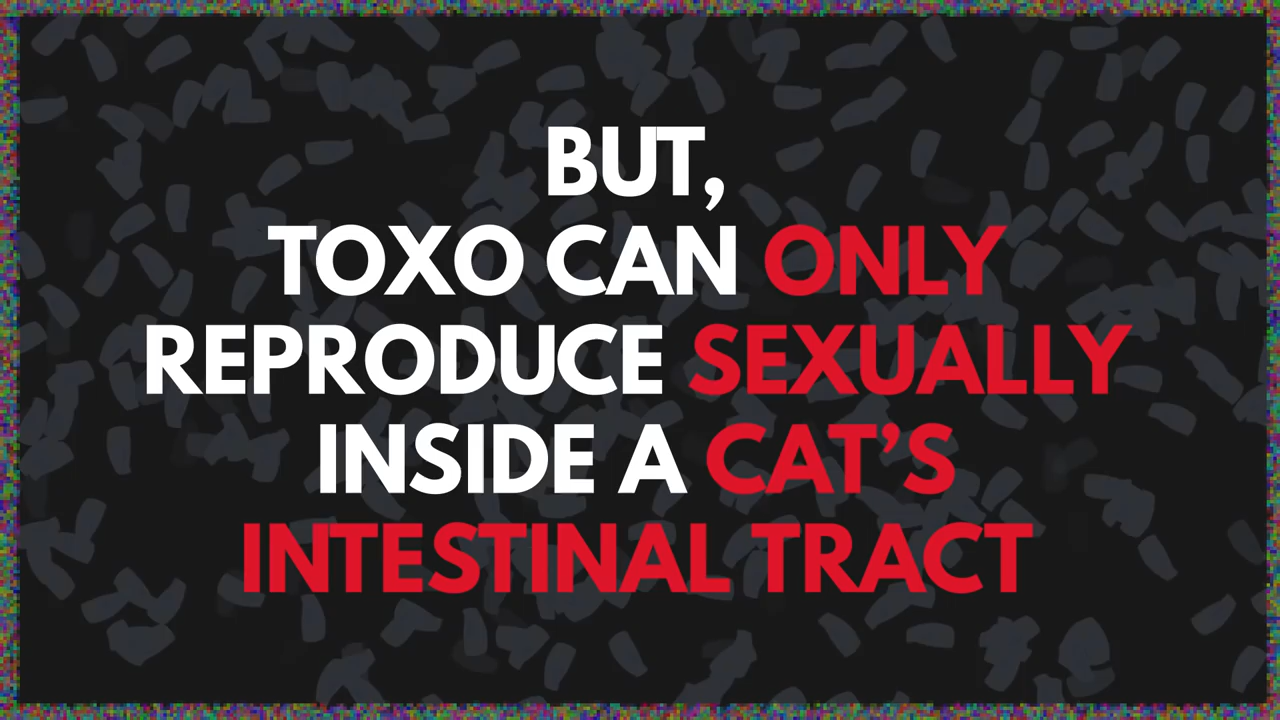 BUT,
TOXO CAN ONLY
REPRODUCE SEXUALLY
INSIDE A CAT’S
INTESTINAL TRACT